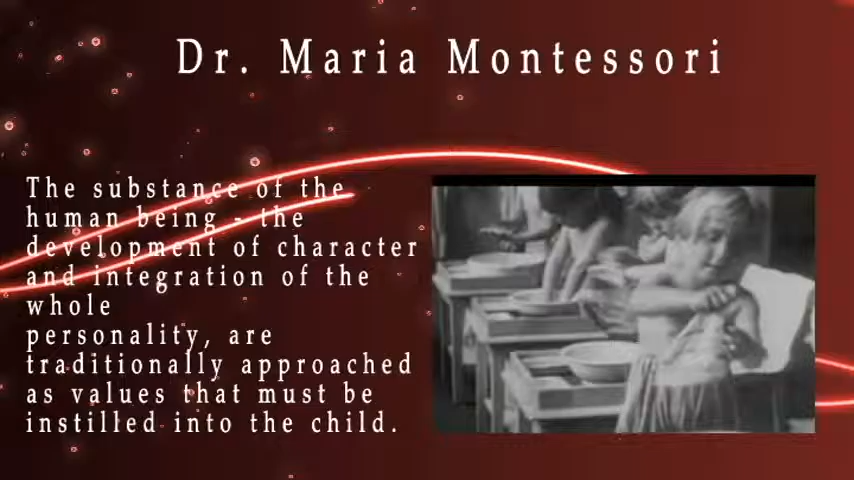 Dr. Maria Montessori
The substance of the
human being - the
development of character
and integration of the
whole
personality, are
traditionally approached
as values that must be
instilled into the child.